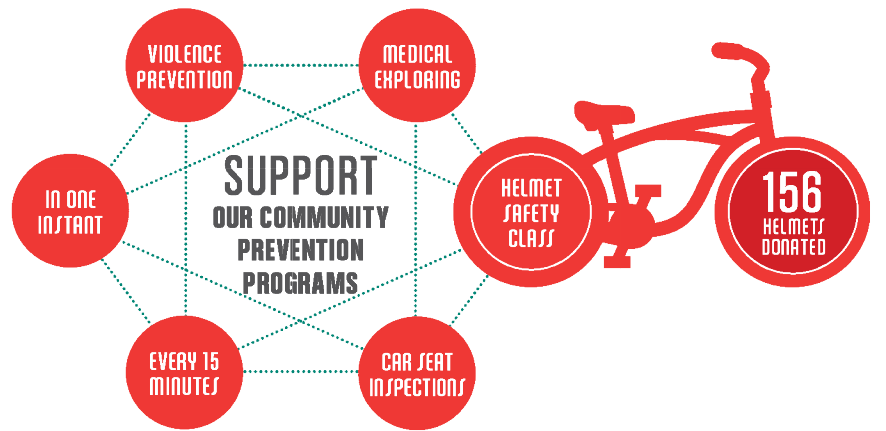 VIOLENCE
PREVENTION
MEDICAL
EXPLORING
IN ONE
INSTANT
SUPPORT
OUR COMMUNITY
PREVENTION
PROGRAMS
HELMET
SAFETY
CLASS
156
HELMETS
DONATED
EVERY 15
MINUTES
CAR SEAT
INSPECTIONS